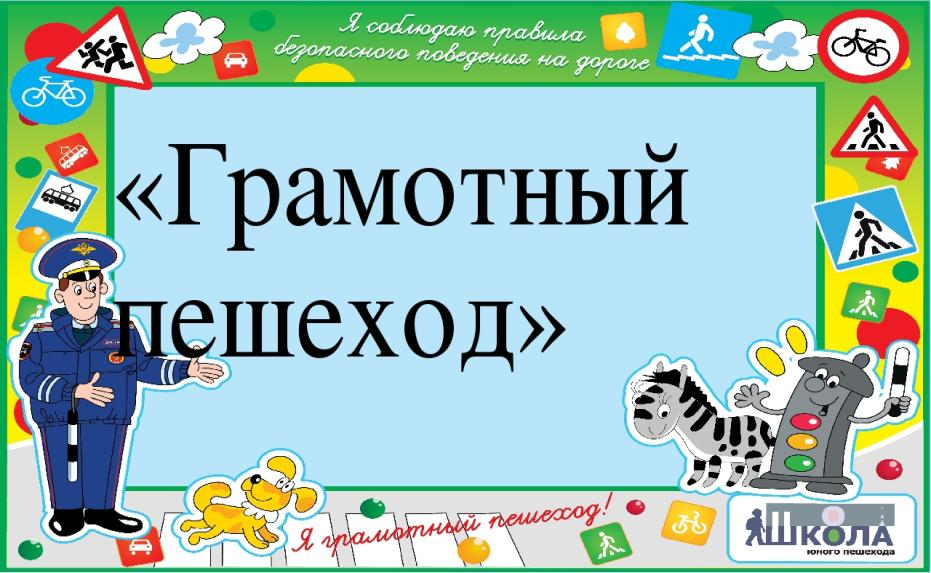 Я соблюдаю правила
безопасного поведения на дороге
«Грамотный
пешеход»
Я грамотный пешеход!
ШКОЛА
юного пешехода